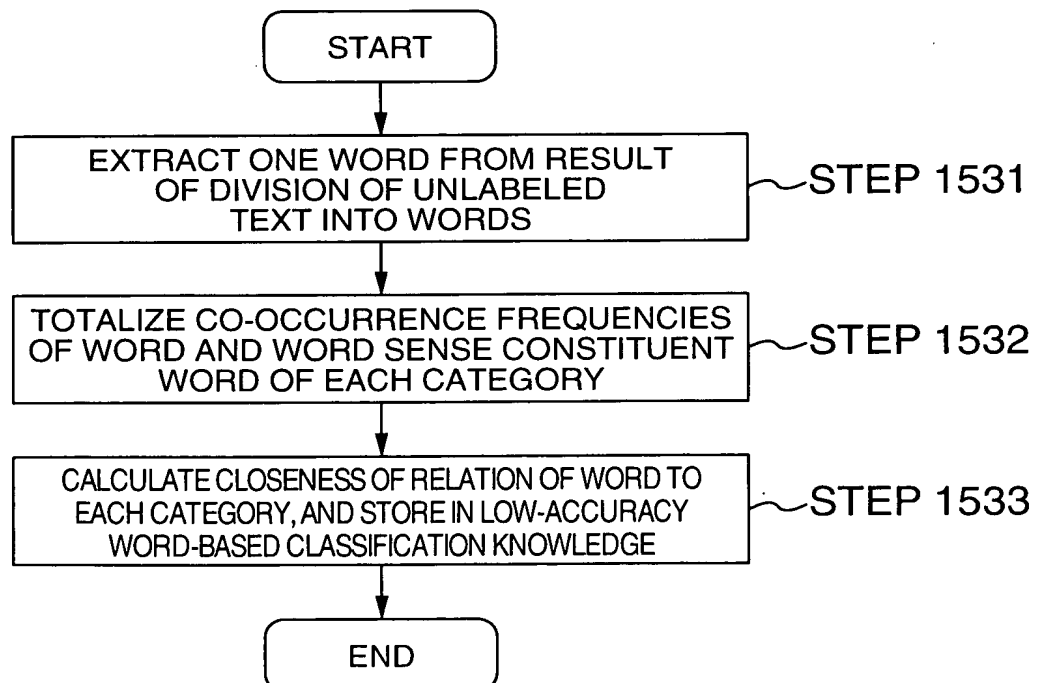 START
EXTRACT ONE WORD FROM RESULT
OF DIVISION OF UNLABELED
TEXT INTO WORDS
STEP 1531
TOTALIZE CO-OCCURRENCE FREQUENCIES
OF WORD AND WORD SENSE CONSTITUENT
WORD OF EACH CATEGORY
STEP 1532
CALCULATE CLOSENESS OF RELATION OF WORD TO
EACH CATEGORY, AND STORE IN LOW-ACCURACY
WORD-BASED CLASSIFICATION KNOWLEDGE
STEP 1533
END